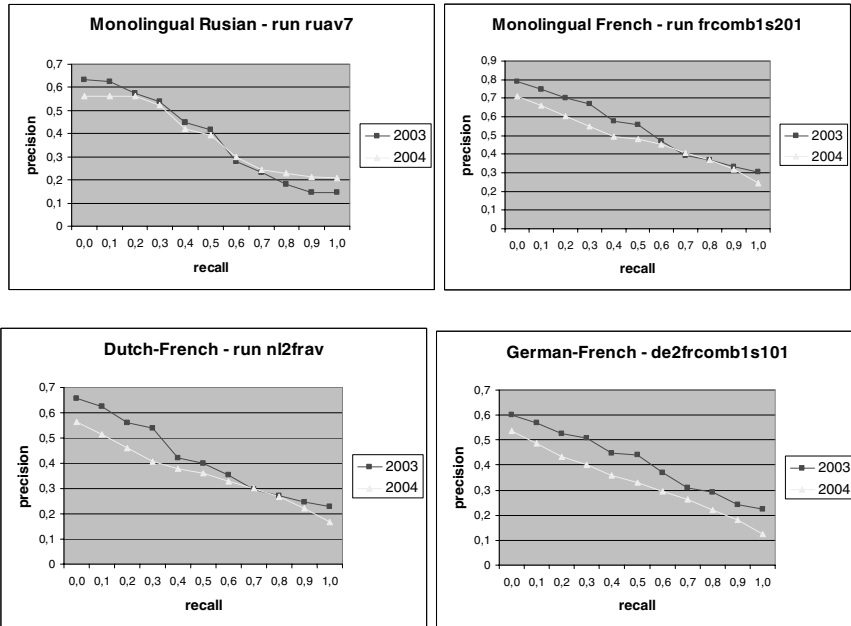 Monolingual Rusian - run ruav7
0,7
0,6
0,5
0,4
0,3
0,2
0,1
0
precision
0,0 0,1 0,2 0,3 0,4 0,5 0,6 0,7 0,8 0,9 1,0
recall
2003
2004
Monolingual French - run frcomb1s201
0,9
0,8
0,7
0,6
0,5
0,4
0,3
0,2
0,1
0
precision
0,0 0,1 0,2 0,3 0,4 0,5 0,6 0,7 0,8 0,9 1,0
recall
2003
2004
Dutch-French - run nl2frav
0,7
0,6
0,5
0,4
0,3
0,2
0,1
0
precision
0,0 0,1 0,2 0,3 0,4 0,5 0,6 0,7 0,8 0,9 1,0
recall
2003
2004
German-French - de2frcomb1s101
0,7
0,6
0,5
0,4
0,3
0,2
0,1
0
precision
0,0 0,1 0,2 0,3 0,4 0,5 0,6 0,7 0,8 0,9 1,0
recall
2003
2004